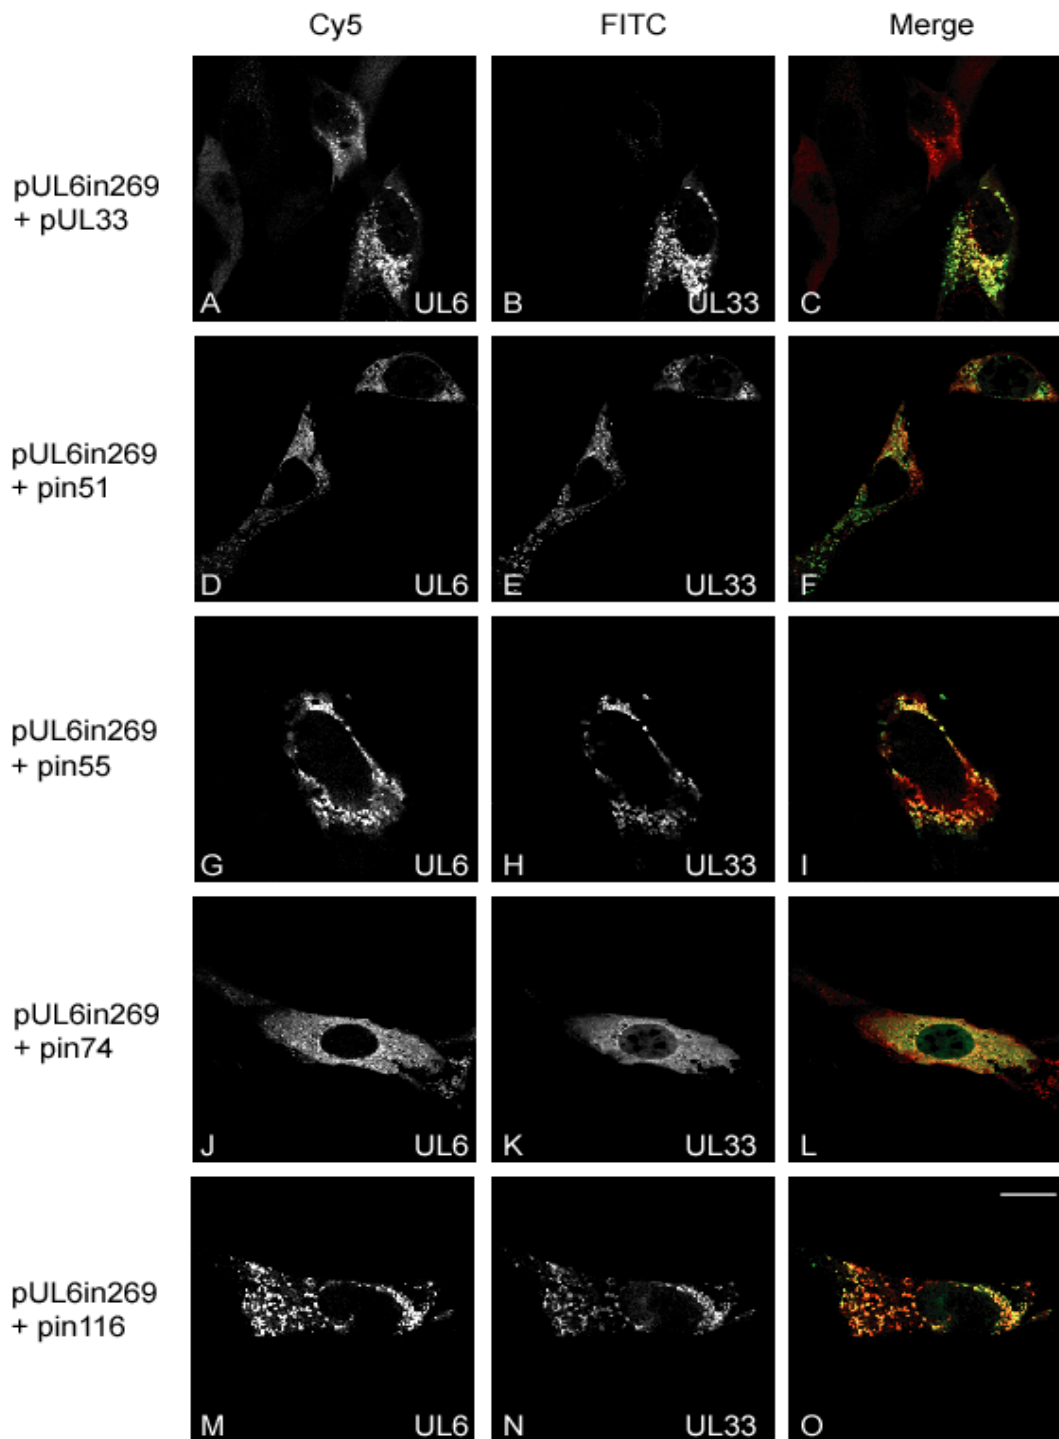 Cy5 FITC Merge
pUL6in269
+ pUL33
A UL6 B UL33 C
pUL6in269
+ pin51
D UL6 E UL33 F
pUL6in269
+ pin55
G UL6 H UL33 I
pUL6in269
+ pin74
J UL6 K UL33 L
pUL6in269
+ pin116
M UL6 N UL33 O